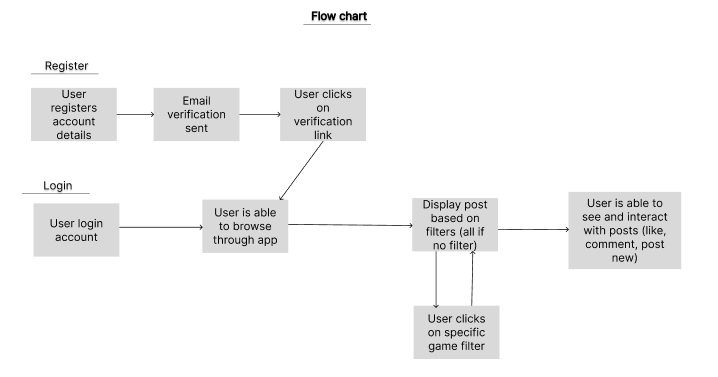 Flow chart
Register
User
registers
account
details
Email
verification
sent
User clicks
on
verification
link
Login
User login
account
User is able
to browse
through app
Display post
based on
filters (all if
no filter)
User is able to
see and interact
with posts (like,
comment, post
new)
User clicks
on specific
game filter